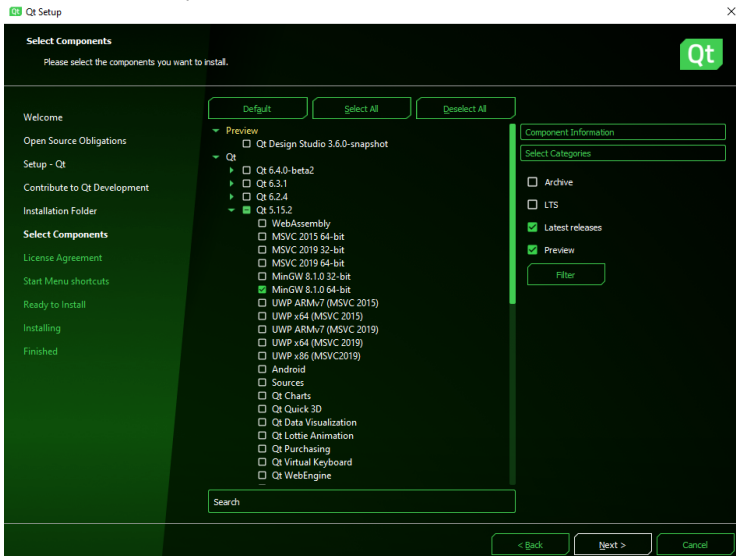 Qt Setup
Select Components
Please select the components you want to install.
Qt
Welcome
Open Source Obligations
Setup - Qt
Contribute to Qt Development
Installation Folder
Select Components
License Agreement
Start Menu shortcuts
Ready to Install
Installing
Finished
Default
Select All
Deselect All
Preview
Qt Design Studio 3.6.0-snapshot
Qt
Qt 6.4.0-beta2
Qt 6.3.1
Qt 6.2.4
Qt 5.15.2
WebAssembly
MSVC 2015 64-bit
MSVC 2019 32-bit
MSVC 2019 64-bit
MinGW 8.1.0 32-bit
MinGW 8.1.0 64-bit
UWP ARMv7 (MSVC 2015)
UWP x64 (MSVC 2015)
UWP ARMv7 (MSVC 2019)
UWP x64 (MSVC 2019)
UWP x86 (MSVC2019)
Android
Sources
Qt Charts
Qt Quick 3D
Qt Data Visualization
Qt Lottie Animation
Qt Purchasing
Qt Virtual Keyboard
Qt WebEngine
Search
Component Information
Select Categories
Archive
LTS
Latest releases
Preview
Filter
< Back
Next >
Cancel